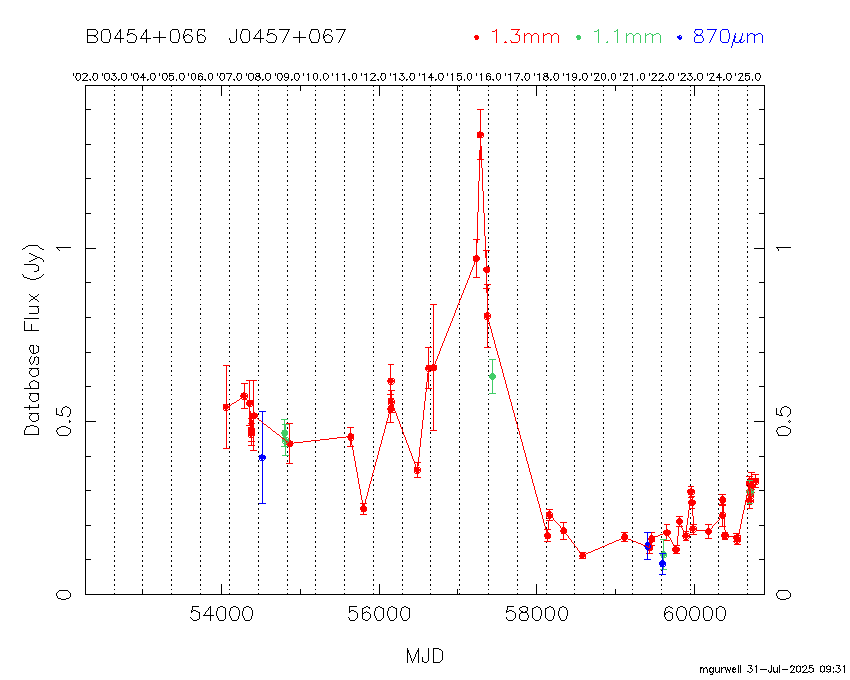 B0454+066 J0457+067 1.3mm 1.1mm 870μm
'02.0 '03.0 '04.0 '05.0 '06.0 '07.0 '08.0 '09.0 '10.0 '11.0 '12.0 '13.0 '14.0 '15.0 '16.0 '17.0 '18.0 '19.0 '20.0 '21.0 '22.0 '23.0 '24.0 '25.0
Database Flux (Jy)
1 1
0.5 0.5
0 0
54000 56000 58000 60000
MJD
mgurwell 31-Jul-2025 09:31